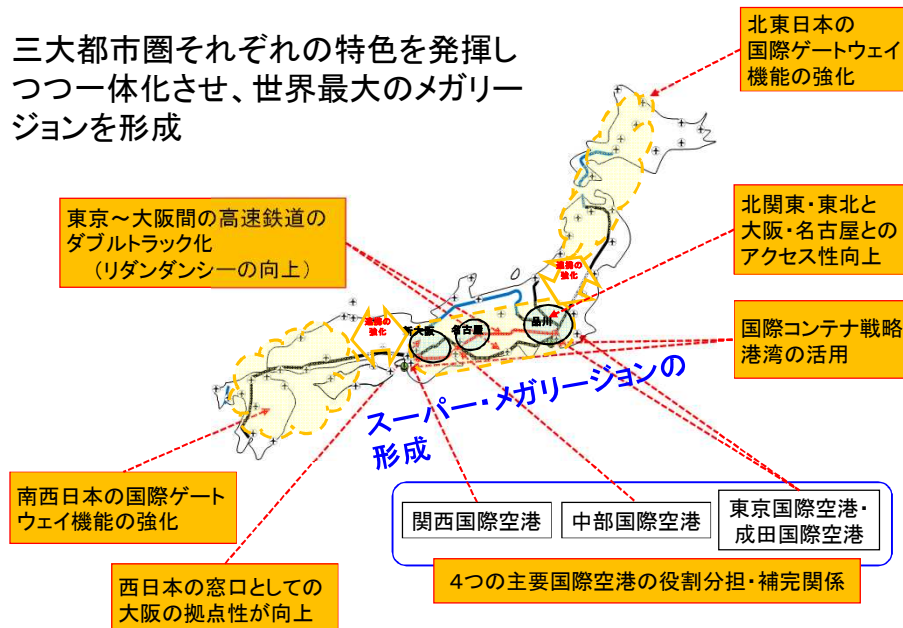 三大都市圏それぞれの特色を発揮し
つつ一体化させ、世界最大のメガリー
ジョンを形成
北東日本の
国際ゲートウェイ
機能の強化
東京～大阪間の高速鉄道の
ダブルトラック化
（リダンダンシーの向上）
北関東・東北と
大阪・名古屋との
アクセス性向上
連携の
強化
連携の
強化
新大阪
名古屋
品川
国際コンテナ戦略
港湾の活用
スーパー・メガリージョンの
形成
南西日本の国際ゲート
ウェイ機能の強化
関西国際空港
中部国際空港
東京国際空港・
成田国際空港
西日本の窓口としての
大阪の拠点性が向上
４つの主要国際空港の役割分担・補完関係